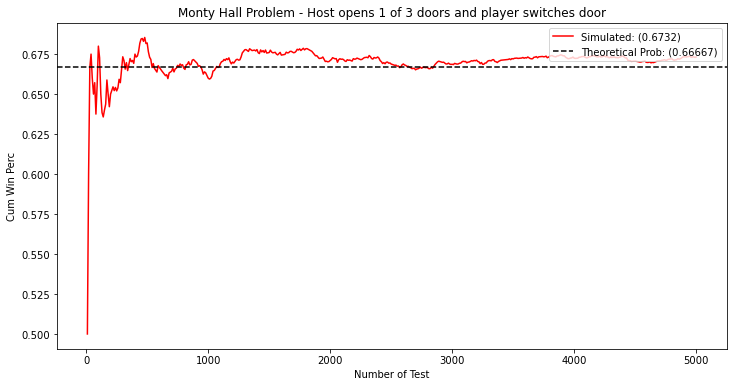 Monty Hall Problem - Host opens 1 of 3 doors and player switches door
Simulated: (0.6732)
Theoretical Prob: (0.66667)
Cum Win Perc
0.675
0.650
0.625
0.600
0.575
0.550
0.525
0.500
0
1000
2000
3000
4000
5000
Number of Test